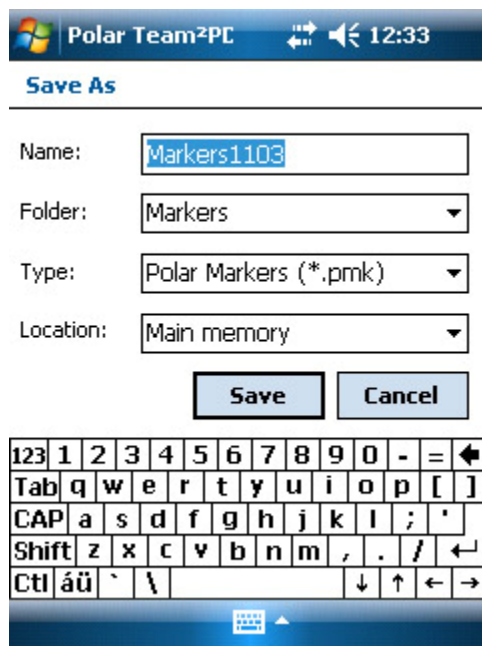 Polar Team²PC 12:33
Save As
Name: Markers1103
Folder: Markers
Type: Polar Markers (*.pmk)
Location: Main memory
Save Cancel
123 1 2 3 4 5 6 7 8 9 0 - =
Tab q w e r t y u i o p [ ]
CAP a s d f g h j k l ; '
Shift z x c v b n m , . /
Ctl áü ` \